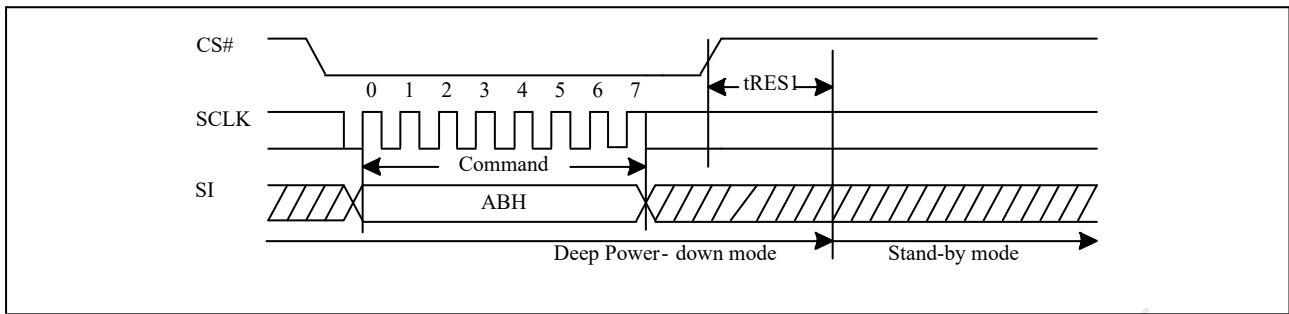 CS#
tRES1
0 1 2 3 4 5 6 7
SCLK
Command
SI
ABH
Deep Power- down mode
Stand-by mode